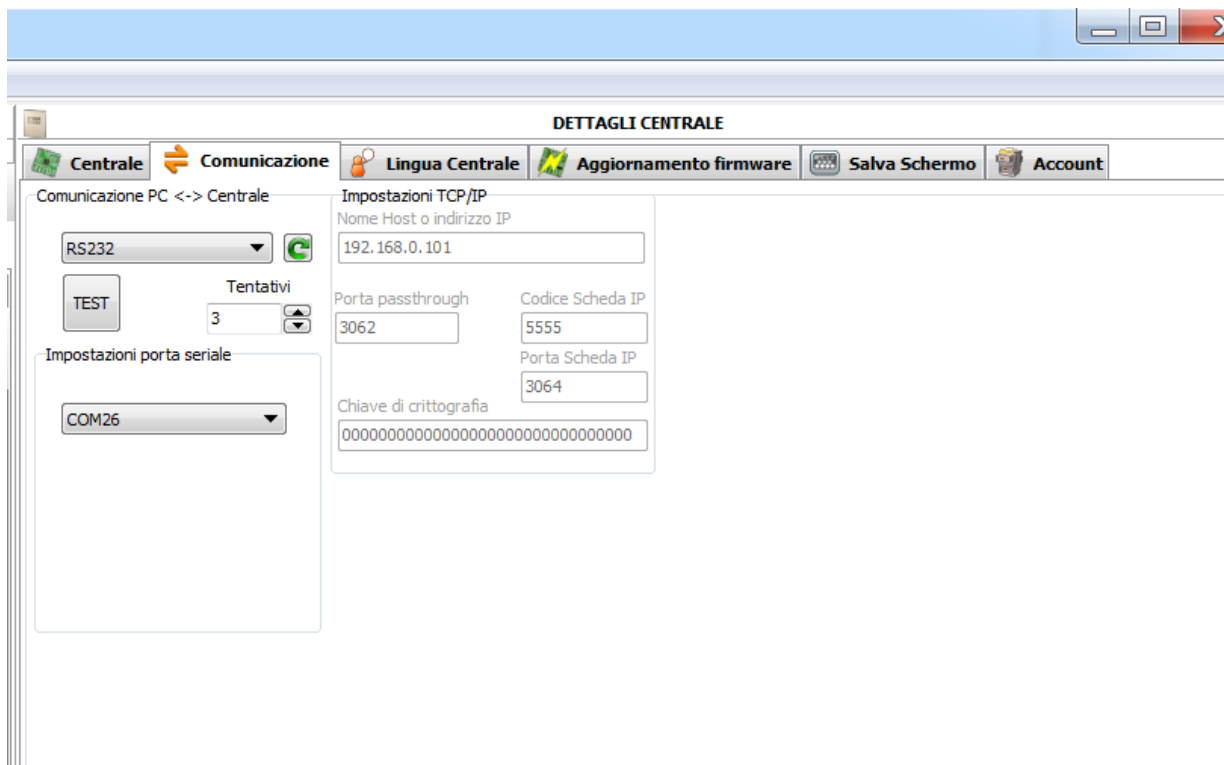 DETTAGLI CENTRALE
Centrale Comunicazione Lingua Centrale Aggiornamento firmware Salva Schermo Account
Comunicazione PC <-> Centrale
RS232
TEST
Tentativi
3
Impostazioni porta seriale
COM26
Impostazioni TCP/IP
Nome Host o indirizzo IP
192.168.0.101
Porta passthrough Codice Scheda IP
3062 5555
Porta Scheda IP
3064
Chiave di crittografia
00000000000000000000000000000000